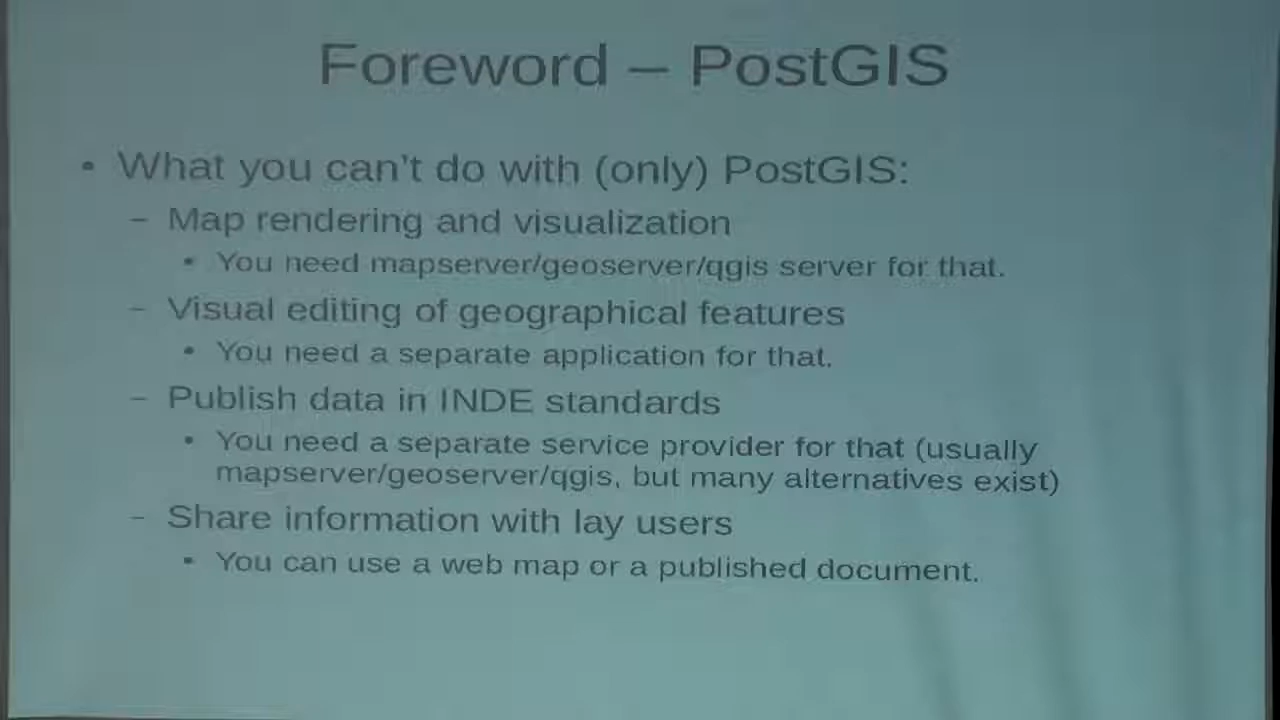 Foreword – PostGIS
• What you can't do with (only) PostGIS:
– Map rendering and visualization
• You need mapserver/geoserver/qgis server for that.
– Visual editing of geographical features
• You need a separate application for that.
– Publish data in INDE standards
• You need a separate service provider for that (usually
mapserver/geoserver/qgis, but many alternatives exist)
– Share information with lay users
• You can use a web map or a published document.